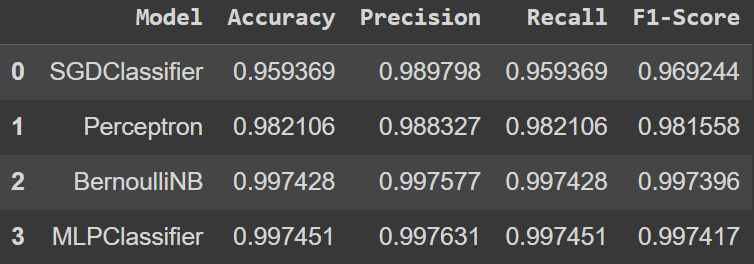 Model Accuracy Precision Recall F1-Score
0 SGDClassifier 0.959369 0.989798 0.959369 0.969244
1 Perceptron 0.982106 0.988327 0.982106 0.981558
2 BernoulliNB 0.997428 0.997577 0.997428 0.997396
3 MLPClassifier 0.997451 0.997631 0.997451 0.997417